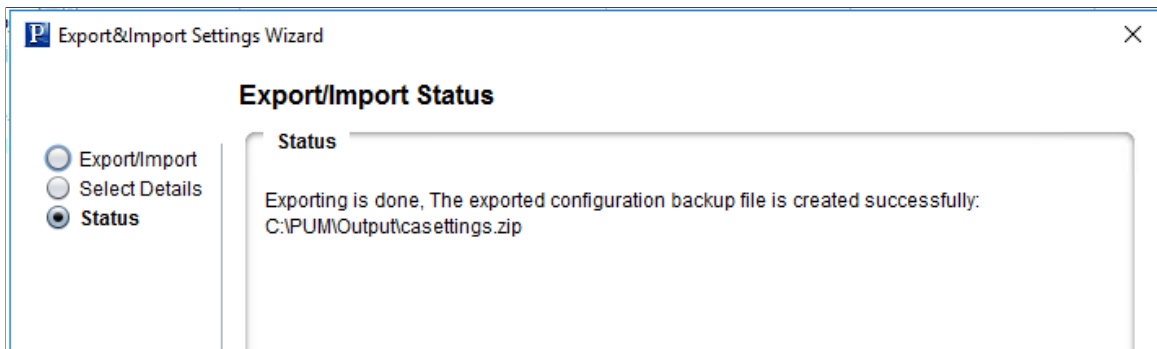 Export&Import Settings Wizard
Export/Import Status
Export/Import
Select Details
Status
Status
Exporting is done, The exported configuration backup file is created successfully:
C:\PUM\Output\casettings.zip